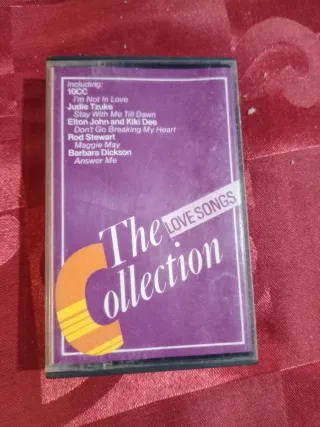 Including:
10CC
I'm Not In Love
Judie Tzuke
Stay With Me Till Dawn
Elton John and Kiki Dee
Don't Go Breaking My Heart
Rod Stewart
Maggie May
Barbara Dickson
Answer Me
The
LOVE SONGS
Collection